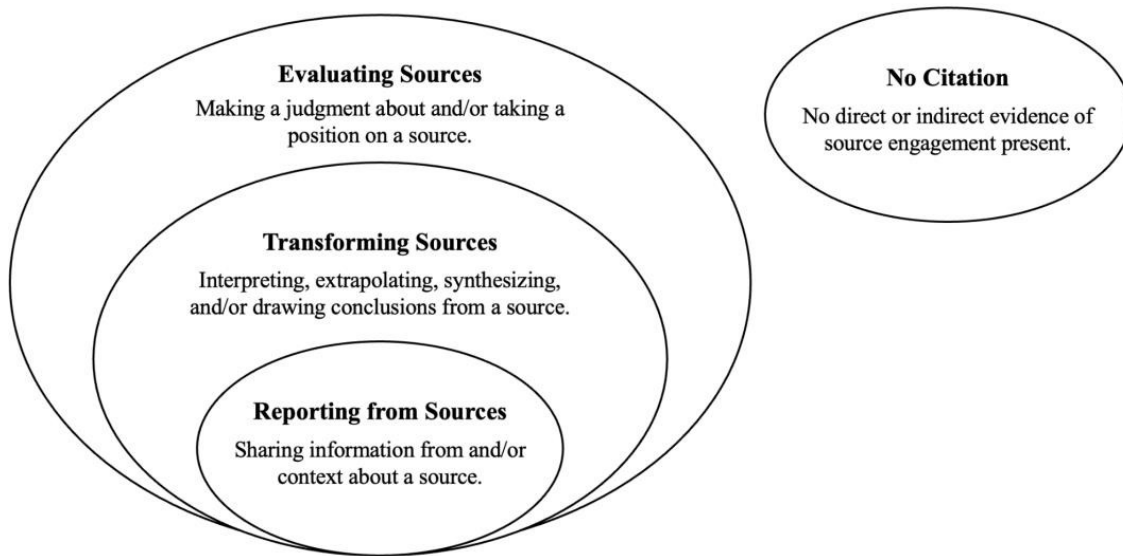 Evaluating Sources
Making a judgment about and/or taking a
position on a source.
Transforming Sources
Interpreting, extrapolating, synthesizing,
and/or drawing conclusions from a source.
Reporting from Sources
Sharing information from and/or
context about a source.
No Citation
No direct or indirect evidence of
source engagement present.